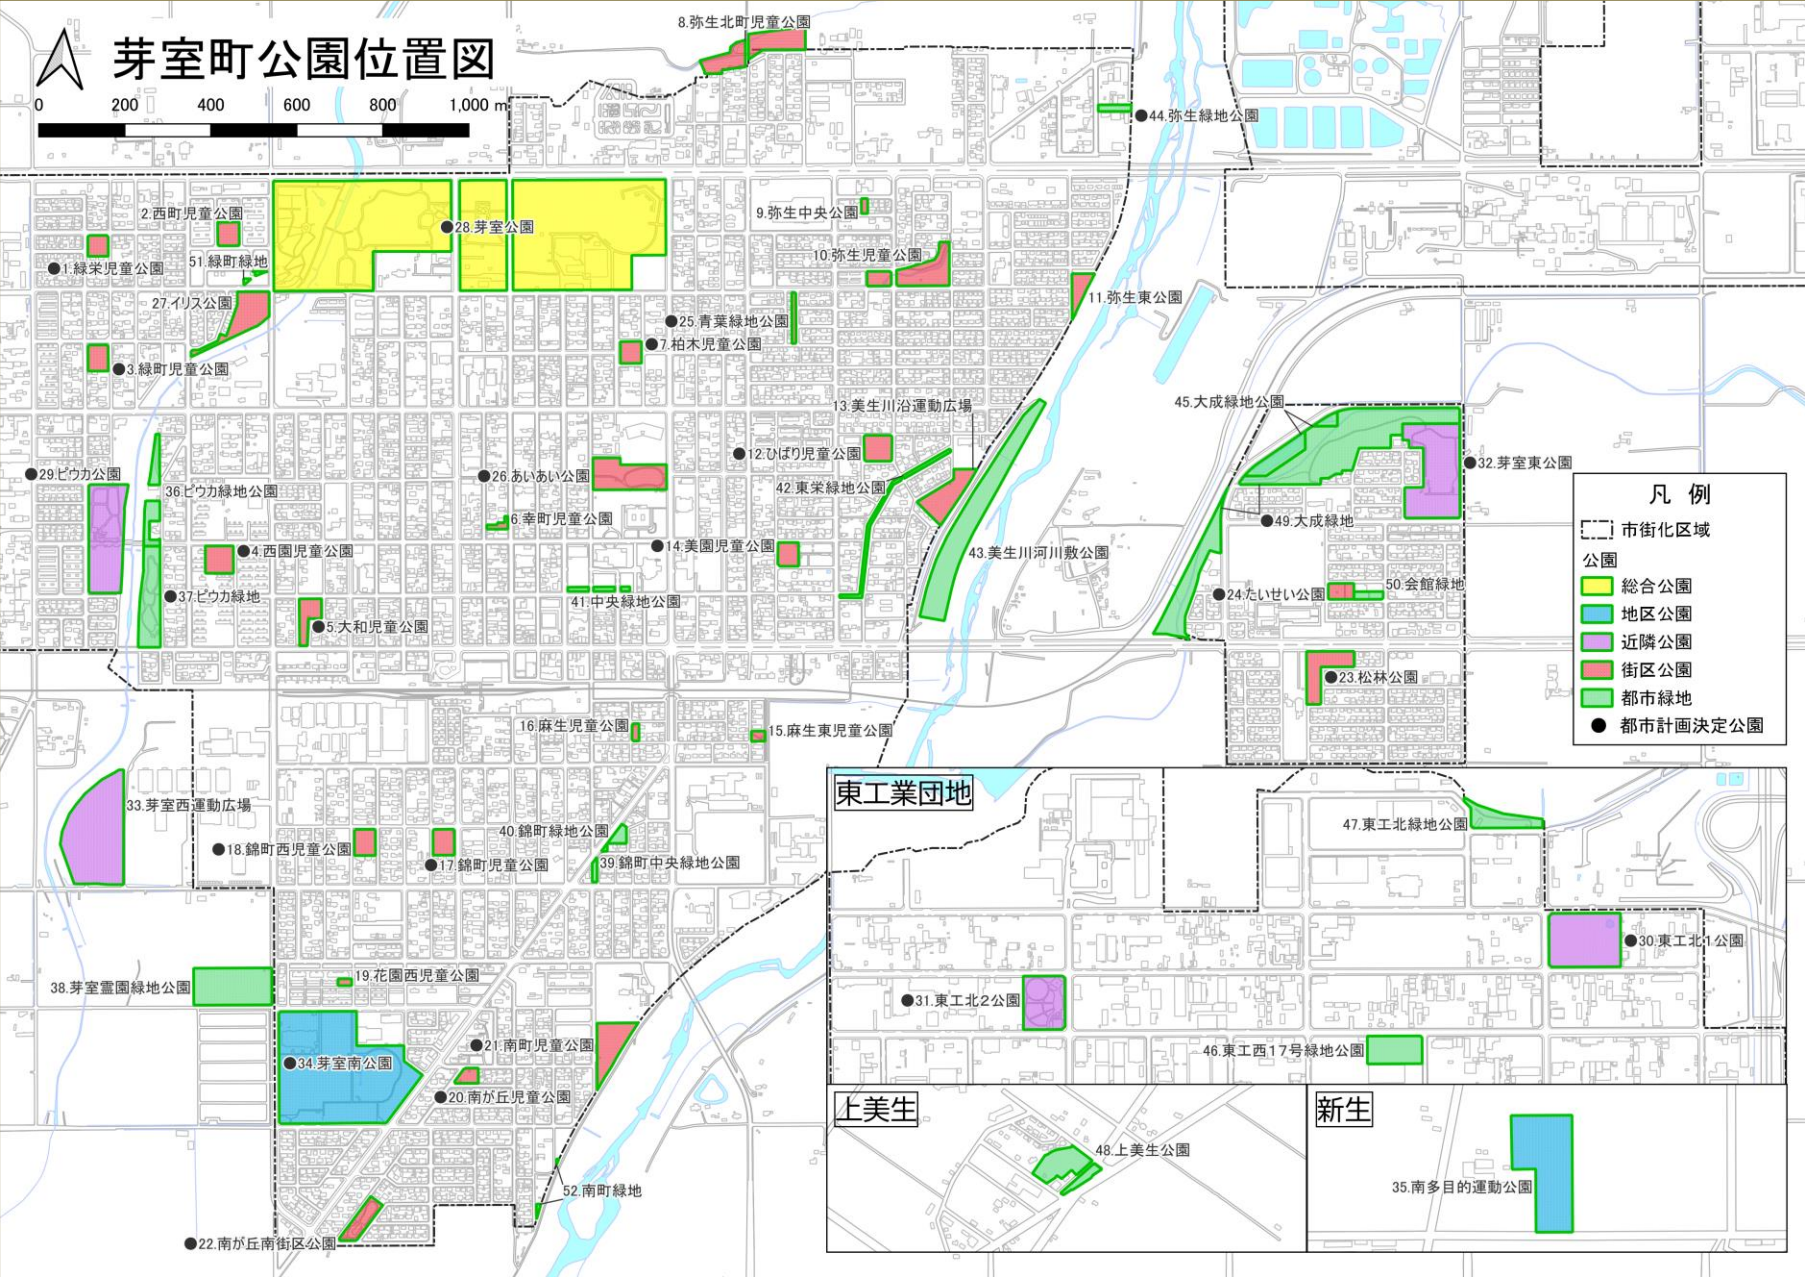 芽室町公園位置図
0 200 400 600 800 1,000 m
8.弥生北町児童公園
●44.弥生緑地公園
2.西町児童公園
●28.芽室公園
9.弥生中央公園
●1.緑栄児童公園
51.緑町緑地
10.弥生児童公園
27.イリス公園
11.弥生東公園
●25.青葉緑地公園
●7.柏木児童公園
●3.緑町児童公園
13.美生川沿運動広場
45.大成緑地公園
●29.ピウカ公園
●12.ひばり児童公園
●32.芽室東公園
●26.あいあい公園
36.ピウカ緑地公園
42.東栄緑地公園
6.幸町児童公園
●49.大成緑地
●4.西園児童公園
●14.美園児童公園
43.美生川河川敷公園
●37.ピウカ緑地
41.中央緑地公園
●24.たいせい公園
50.会館緑地
●5.大和児童公園
●23.松林公園
16.麻生児童公園
15.麻生東児童公園
凡 例
市街化区域
公園
総合公園
地区公園
近隣公園
街区公園
都市緑地
● 都市計画決定公園
33.芽室西運動広場
40.錦町緑地公園
●18.錦町西児童公園
●17.錦町児童公園
39.錦町中央緑地公園
19.花園西児童公園
38.芽室霊園緑地公園
●21.南町児童公園
●34.芽室南公園
●20.南が丘児童公園
52.南町緑地
●22.南が丘南街区公園
東工業団地
47.東工北緑地公園
●30.東工北1公園
●31.東工北2公園
46.東工西17号緑地公園
上美生
48.上美生公園
新生
35.南多目的運動公園